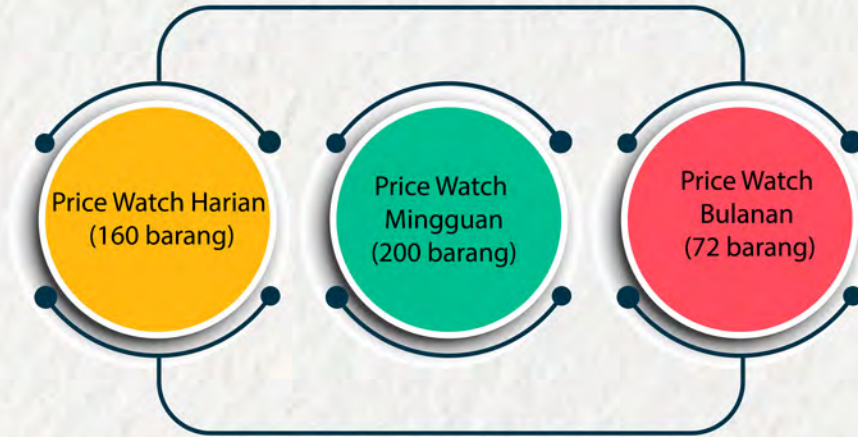 Price Watch Harian
(160 barang)
Price Watch
Mingguan
(200 barang)
Price Watch
Bulanan
(72 barang)